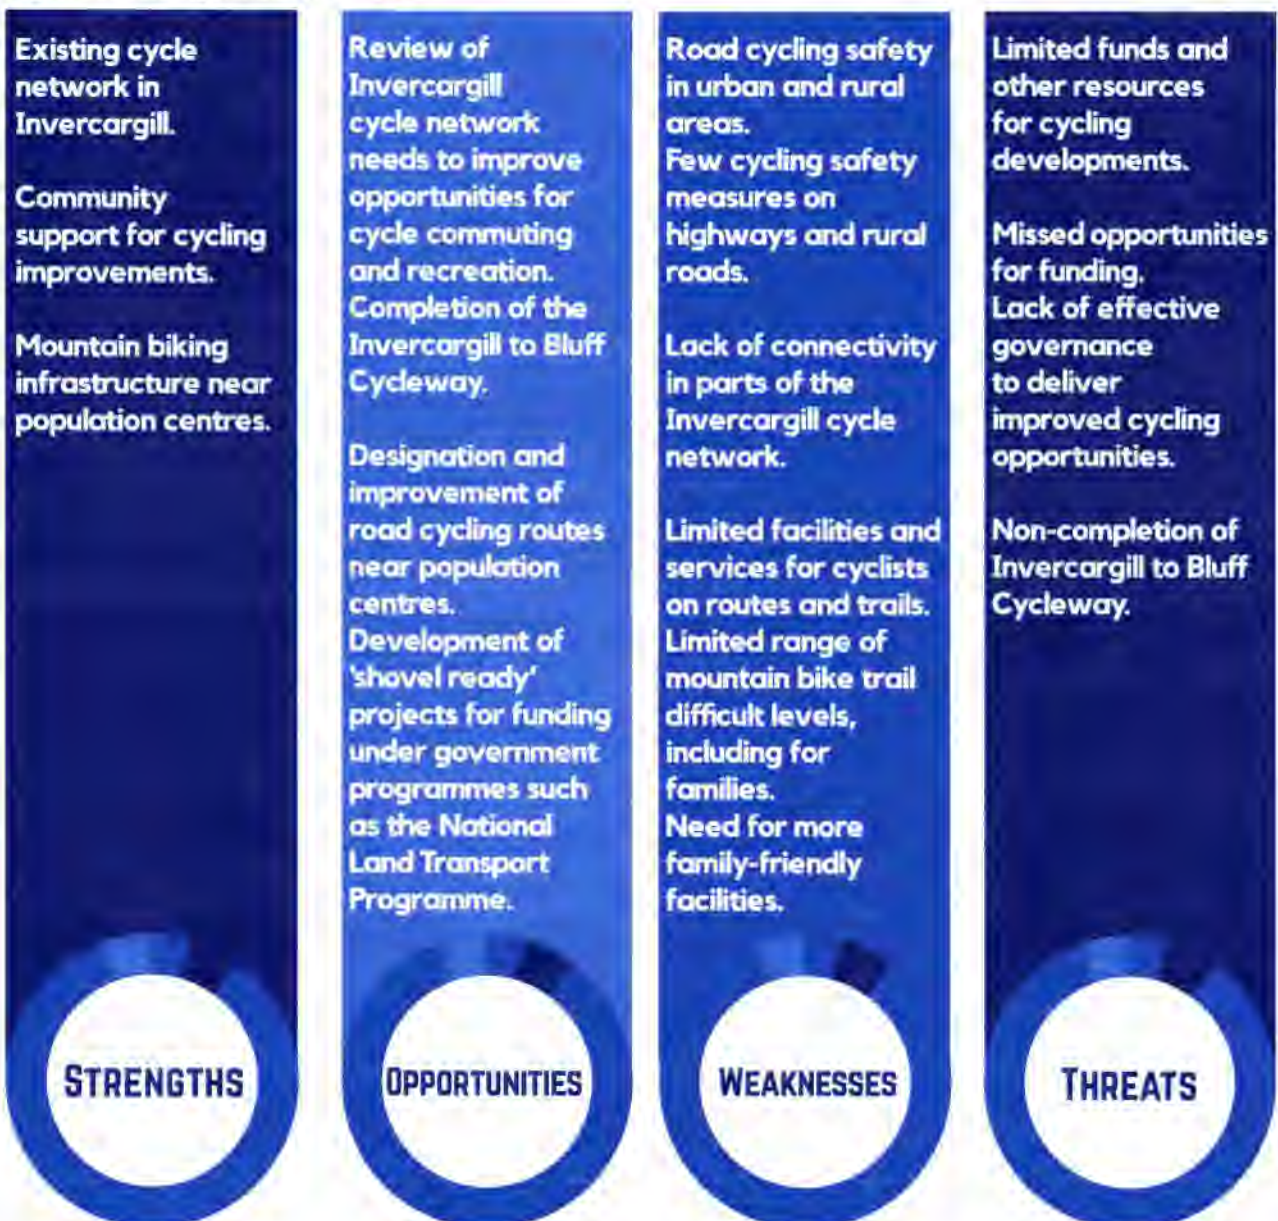 Existing cycle
network in
Invercargill.
Community
support for cycling
improvements.
Mountain biking
infrastructure near
population centres.
STRENGTHS
Review of
Invercargill
cycle network
needs to improve
opportunities for
cycle commuting
and recreation.
Completion of the
Invercargill to Bluff
Cycleway.
Designation and
improvement of
road cycling routes
near population
centres.
Development of
'shovel ready'
projects for funding
under government
programmes such
as the National
Land Transport
Programme.
OPPORTUNITIES
Road cycling safety
in urban and rural
areas.
Few cycling safety
measures on
highways and rural
roads.
Lack of connectivity
in parts of the
Invercargill cycle
network.
Limited facilities and
services for cyclists
on routes and trails.
Limited range of
mountain bike trail
difficult levels,
including for
families.
Need for more
family-friendly
facilities.
WEAKNESSES
Limited funds and
other resources
for cycling
developments.
Missed opportunities
for funding.
Lack of effective
governance
to deliver
improved cycling
opportunities.
Non-completion of
Invercargill to Bluff
Cycleway.
THREATS